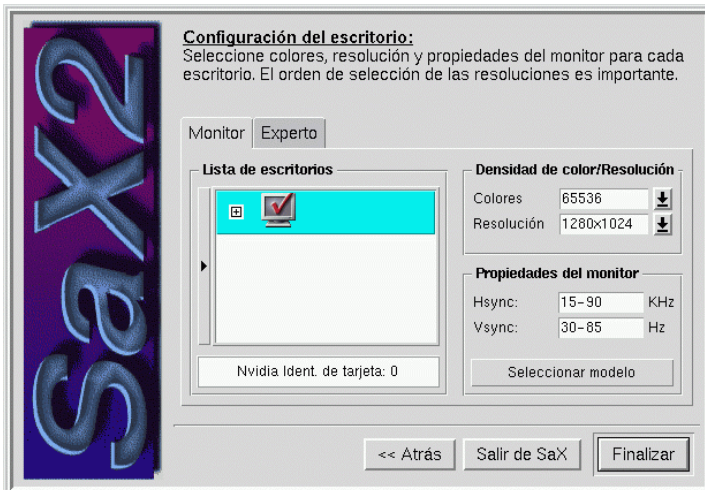 SaX2
Configuración del escritorio:
Seleccione colores, resolución y propiedades del monitor para cada
escritorio. El orden de selección de las resoluciones es importante.
Monitor
Experto
Lista de escritorios
Nvidia Ident. de tarjeta: 0
Densidad de color/Resolución
Colores 65536
Resolución 1280x1024
Propiedades del monitor
Hsync: 15-90 KHz
Vsync: 30-85 Hz
Seleccionar modelo
<< Atrás
Salir de SaX
Finalizar